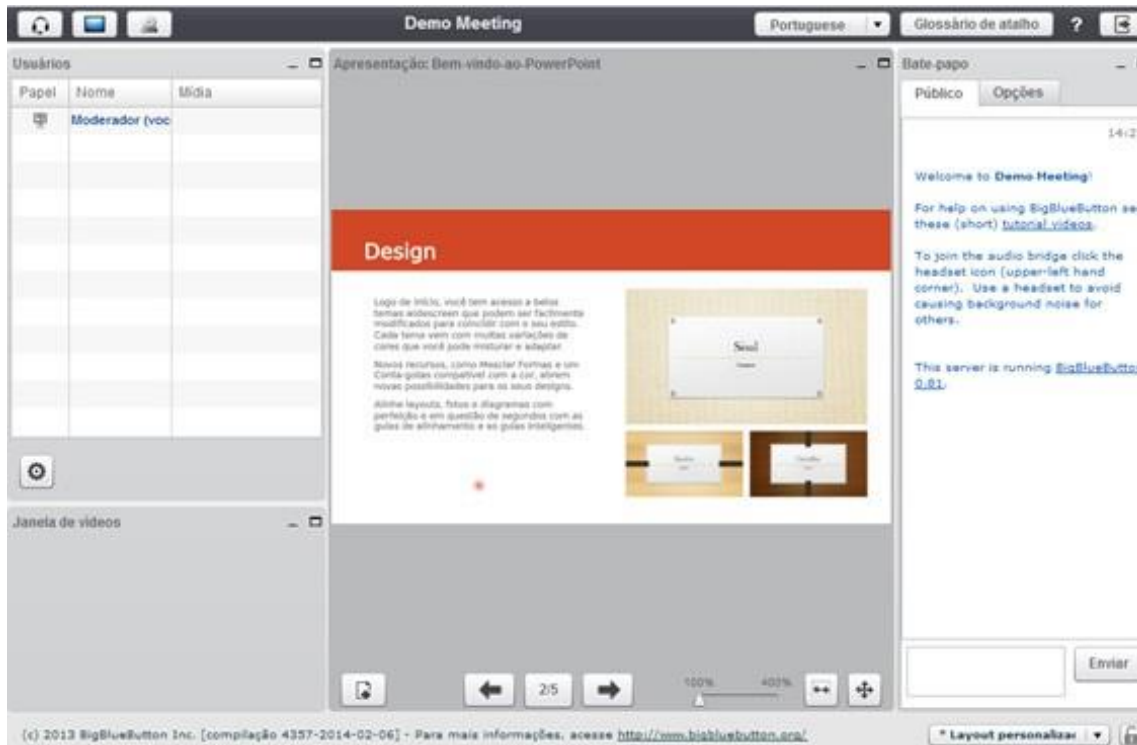 Demo Meeting
Portuguese
Glossário de atalho
?
Usuários
Apresentação: Bem-vindo-ao-PowerPoint
Bate-papo
Papel Nome Mídia
Público Opções
Moderador (voc
14:2
Welcome to Demo Meeting!
For help on using BigBlueButton se
these (short) tutorial videos.
To join the audio bridge click the
headset icon (upper-left hand
corner). Use a headset to avoid
causing background noise for
others.
This server is running BigBlueButto
0.81.
Design
Logo de início, você tem acesso a belos
temas widescreen que podem ser facilmente
modificados para coincidir com o seu estilo.
Cada tema vem com muitas variações de
cores que você pode misturar e adaptar
Novos recursos, como Mesclar Formas e um
Conta-gotas compatível com a cor, abrem
novas possibilidades para os seus designs.
Alinhe layouts, fotos e diagramas com
perfeição e em questão de segundos com as
guias de alinhamento e as guias inteligentes.
Janela de vídeos
2/5
100% 400%
Enviar
(c) 2013 BigBlueButton Inc. [compilação 4357-2014-02-06] - Para mais informações, acesse http://www.bigbluebutton.org/
* Layout personalizac